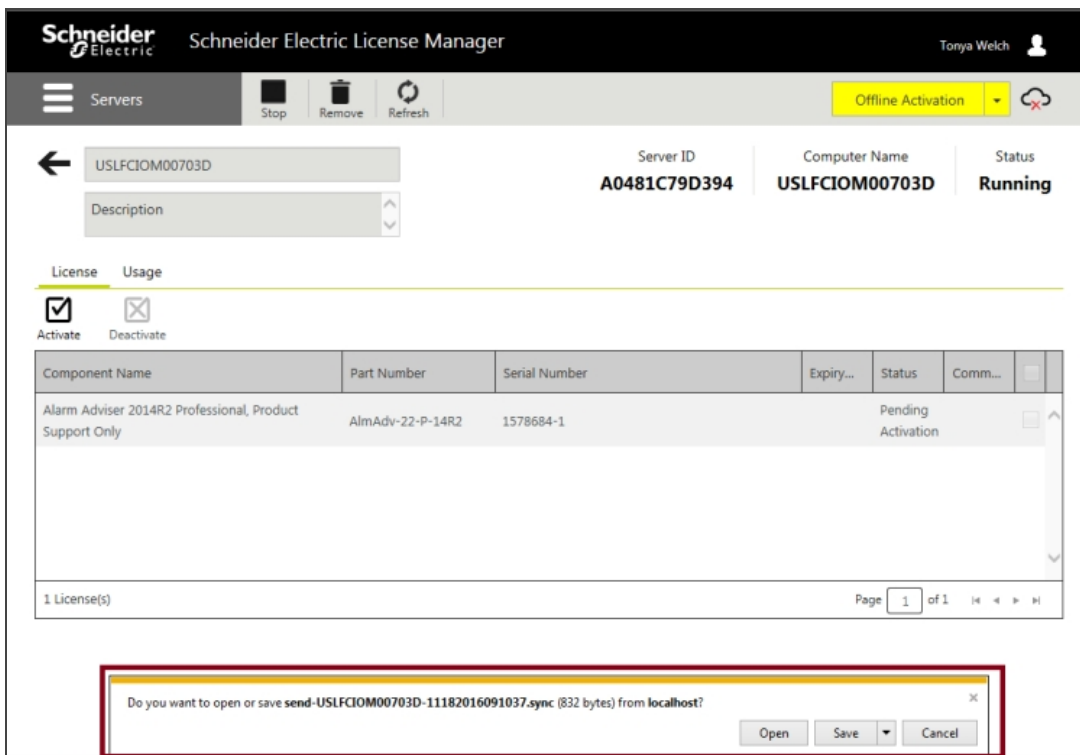 Schneider
Electric
Schneider Electric License Manager
Tonya Welch
Servers
Stop
Remove
Refresh
Offline Activation
USLFCIOM00703D
Server ID
Computer Name
Status
A0481C79D394
USLFCIOM00703D
Running
Description
License
Usage
Activate
Deactivate
Component Name
Part Number
Serial Number
Expiry...
Status
Comm...
Alarm Adviser 2014R2 Professional, Product
Support Only
AlmAdv-22-P-14R2
1578684-1
Pending
Activation
1 License(s)
Page 1 of 1
Do you want to open or save send-USLFCIOM00703D-11182016091037.sync (832 bytes) from localhost?
Open
Save
Cancel